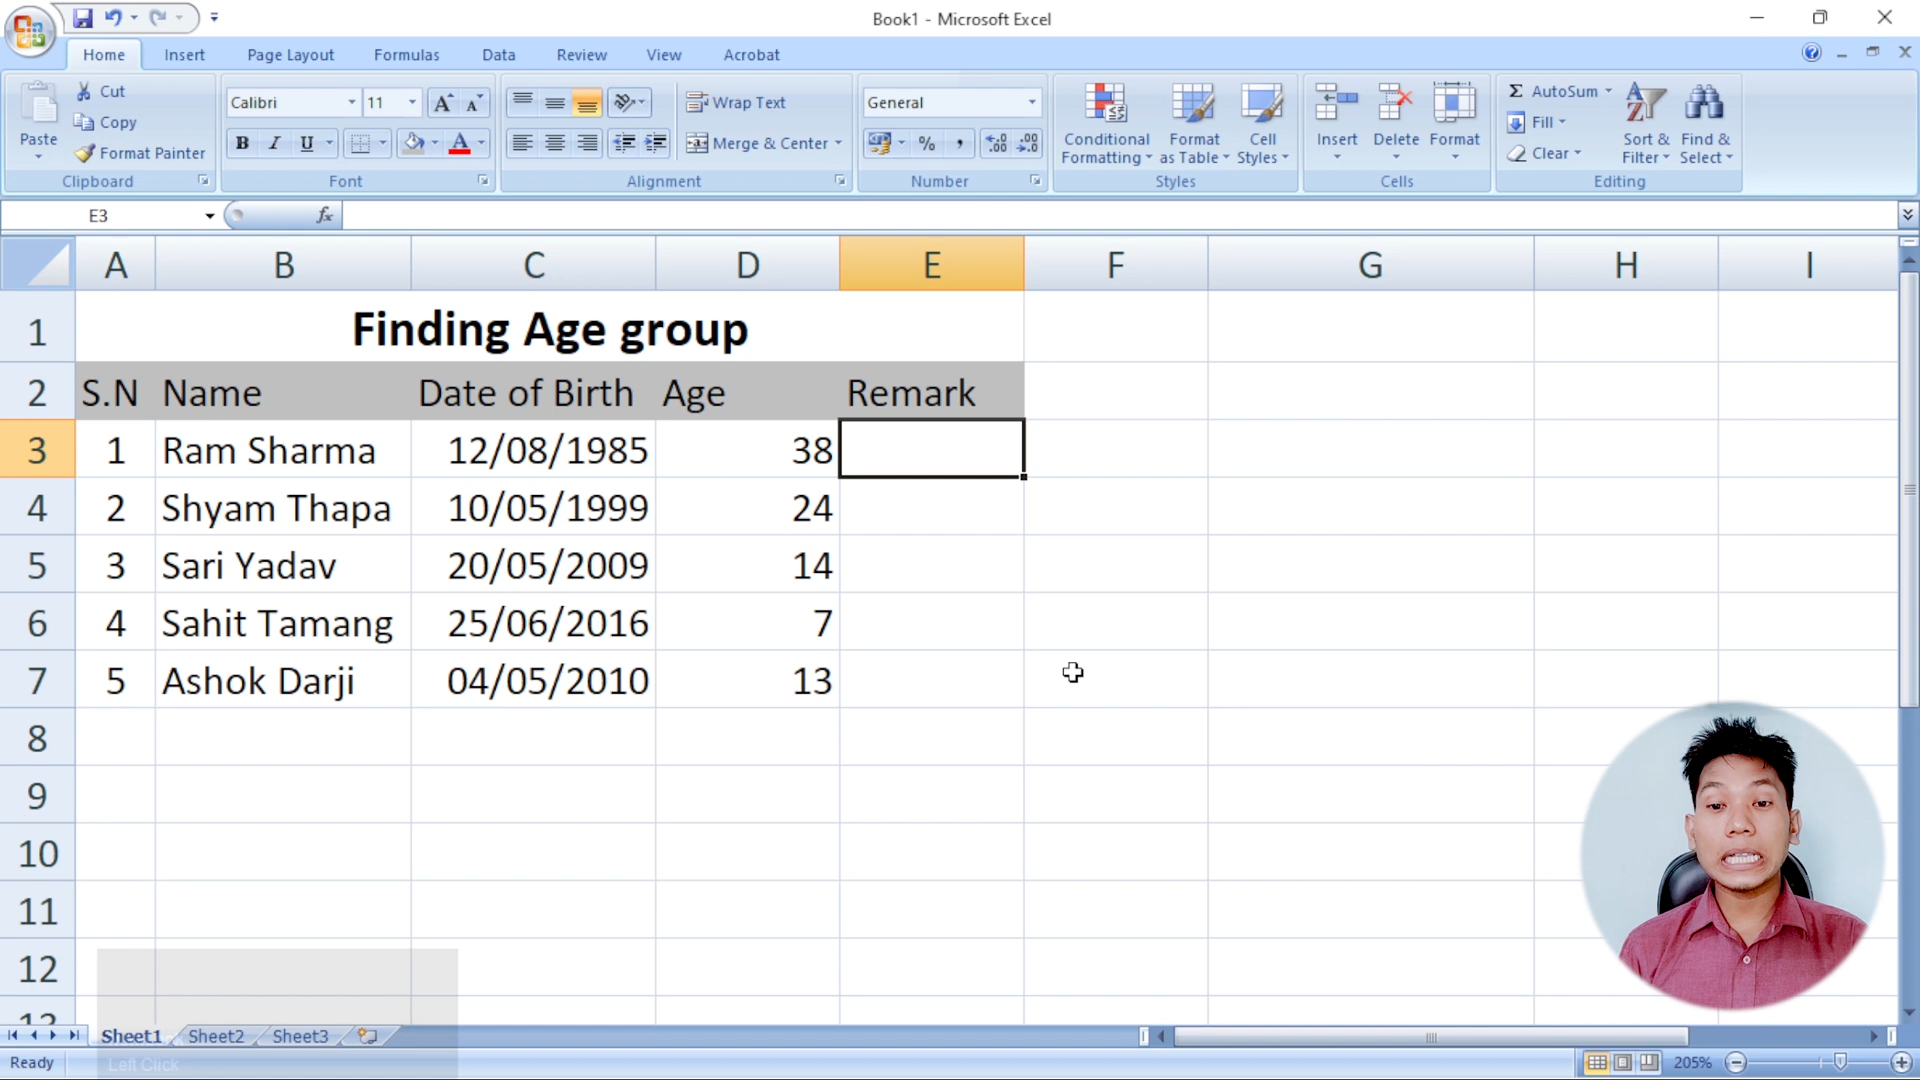 Book1 - Microsoft Excel
Home Insert Page Layout Formulas Data Review View Acrobat
Paste
Cut
Copy
Format Painter
Clipboard
Calibri 11
B I U
Font
Wrap Text
Merge & Center
Alignment
General
% ,
Number
Conditional Formatting
Format as Table
Cell Styles
Styles
Insert Delete Format
Cells
Σ AutoSum
Fill
Clear
Sort & Filter
Find & Select
Editing
E3 fx
A B C D E F G H I
1 Finding Age group
2 S.N Name Date of Birth Age Remark
3 1 Ram Sharma 12/08/1985 38
4 2 Shyam Thapa 10/05/1999 24
5 3 Sari Yadav 20/05/2009 14
6 4 Sahit Tamang 25/06/2016 7
7 5 Ashok Darji 04/05/2010 13
8
9
10
11
12
13
Sheet1 Sheet2 Sheet3
Ready
Left Click
205%